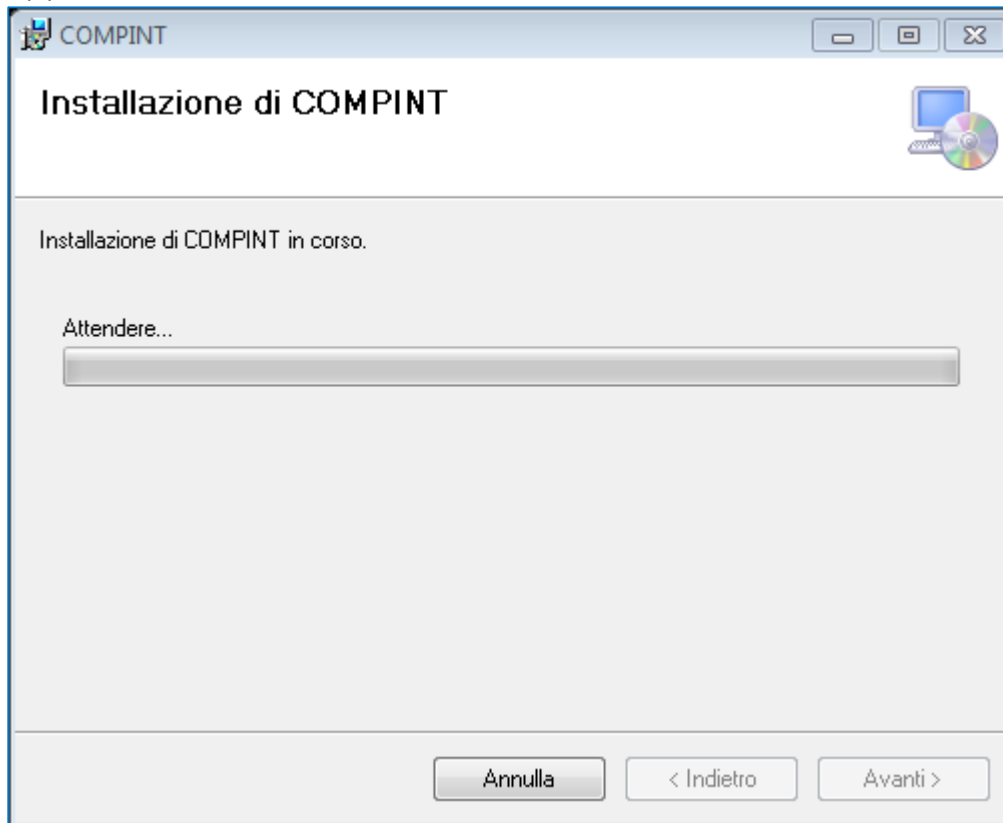 COMPINT
Installazione di COMPINT
Installazione di COMPINT in corso.
Attendere...
Annulla
< Indietro
Avanti >